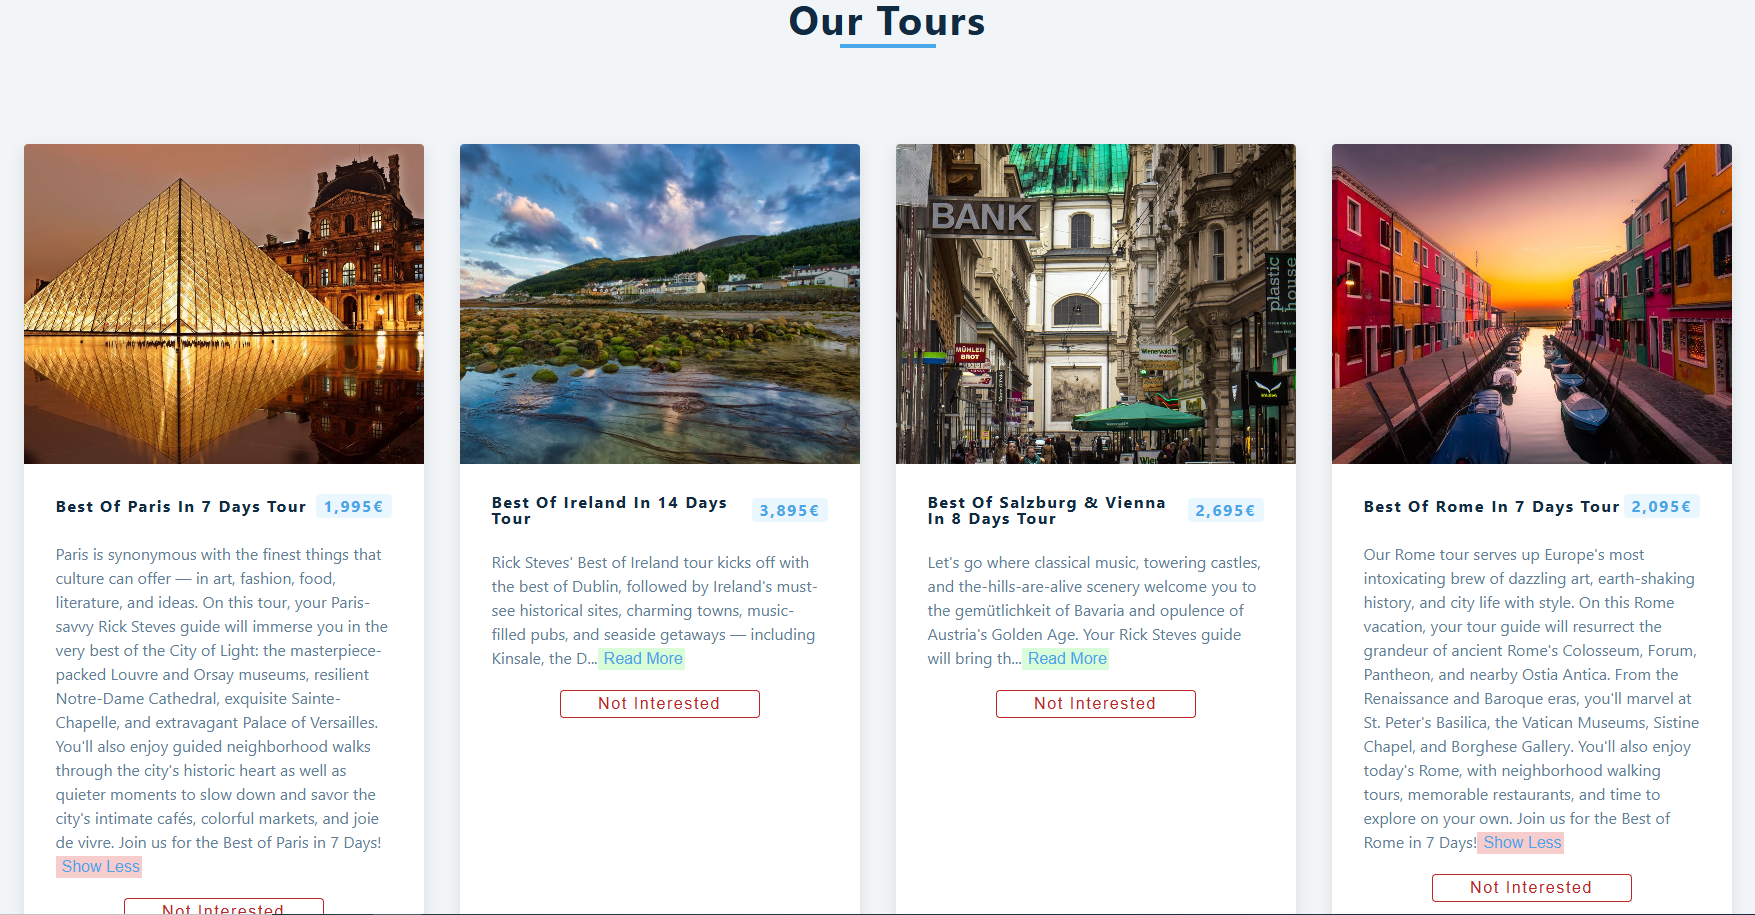 Our Tours
BANK
plastic
house
MÜHLEN
BROT
Wienerwald
Best Of Paris In 7 Days Tour
1,995€
Paris is synonymous with the finest things that
culture can offer — in art, fashion, food,
literature, and ideas. On this tour, your Paris-
savvy Rick Steves guide will immerse you in the
very best of the City of Light: the masterpiece-
packed Louvre and Orsay museums, resilient
Notre-Dame Cathedral, exquisite Sainte-
Chapelle, and extravagant Palace of Versailles.
You'll also enjoy guided neighborhood walks
through the city's historic heart as well as
quieter moments to slow down and savor the
city's intimate cafés, colorful markets, and joie
de vivre. Join us for the Best of Paris in 7 Days!
Show Less
Not Interested
Best Of Ireland In 14 Days
Tour
3,895€
Rick Steves' Best of Ireland tour kicks off with
the best of Dublin, followed by Ireland's must-
see historical sites, charming towns, music-
filled pubs, and seaside getaways — including
Kinsale, the D... Read More
Not Interested
Best Of Salzburg & Vienna
In 8 Days Tour
2,695€
Let's go where classical music, towering castles,
and the-hills-are-alive scenery welcome you to
the gemütlichkeit of Bavaria and opulence of
Austria's Golden Age. Your Rick Steves guide
will bring th... Read More
Not Interested
Best Of Rome In 7 Days Tour
2,095€
Our Rome tour serves up Europe's most
intoxicating brew of dazzling art, earth-shaking
history, and city life with style. On this Rome
vacation, your tour guide will resurrect the
grandeur of ancient Rome's Colosseum, Forum,
Pantheon, and nearby Ostia Antica. From the
Renaissance and Baroque eras, you'll marvel at
St. Peter's Basilica, the Vatican Museums, Sistine
Chapel, and Borghese Gallery. You'll also enjoy
today's Rome, with neighborhood walking
tours, memorable restaurants, and time to
explore on your own. Join us for the Best of
Rome in 7 Days! Show Less
Not Interested